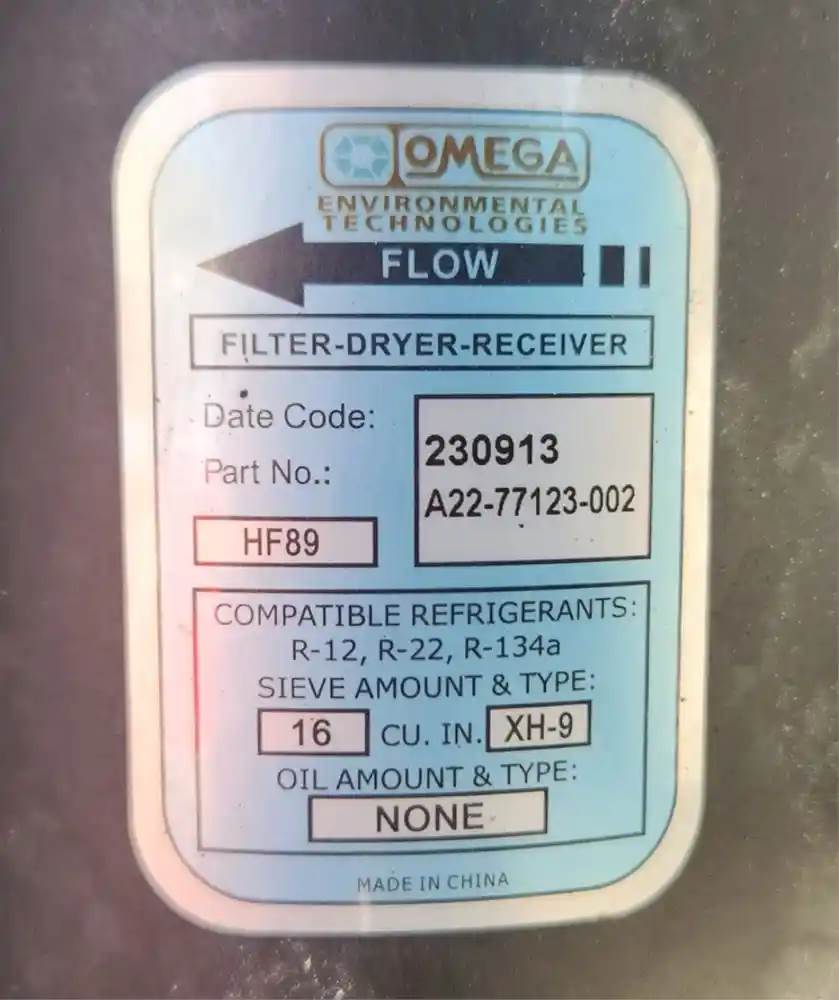 OMEGA
ENVIRONMENTAL
TECHNOLOGIES
FLOW
FILTER-DRYER-RECEIVER
Date Code:
230913
Part No.:
A22-77123-002
HF89
COMPATIBLE REFRIGERANTS:
R-12, R-22, R-134a
SIEVE AMOUNT & TYPE:
16 CU. IN. XH-9
OIL AMOUNT & TYPE:
NONE
MADE IN CHINA